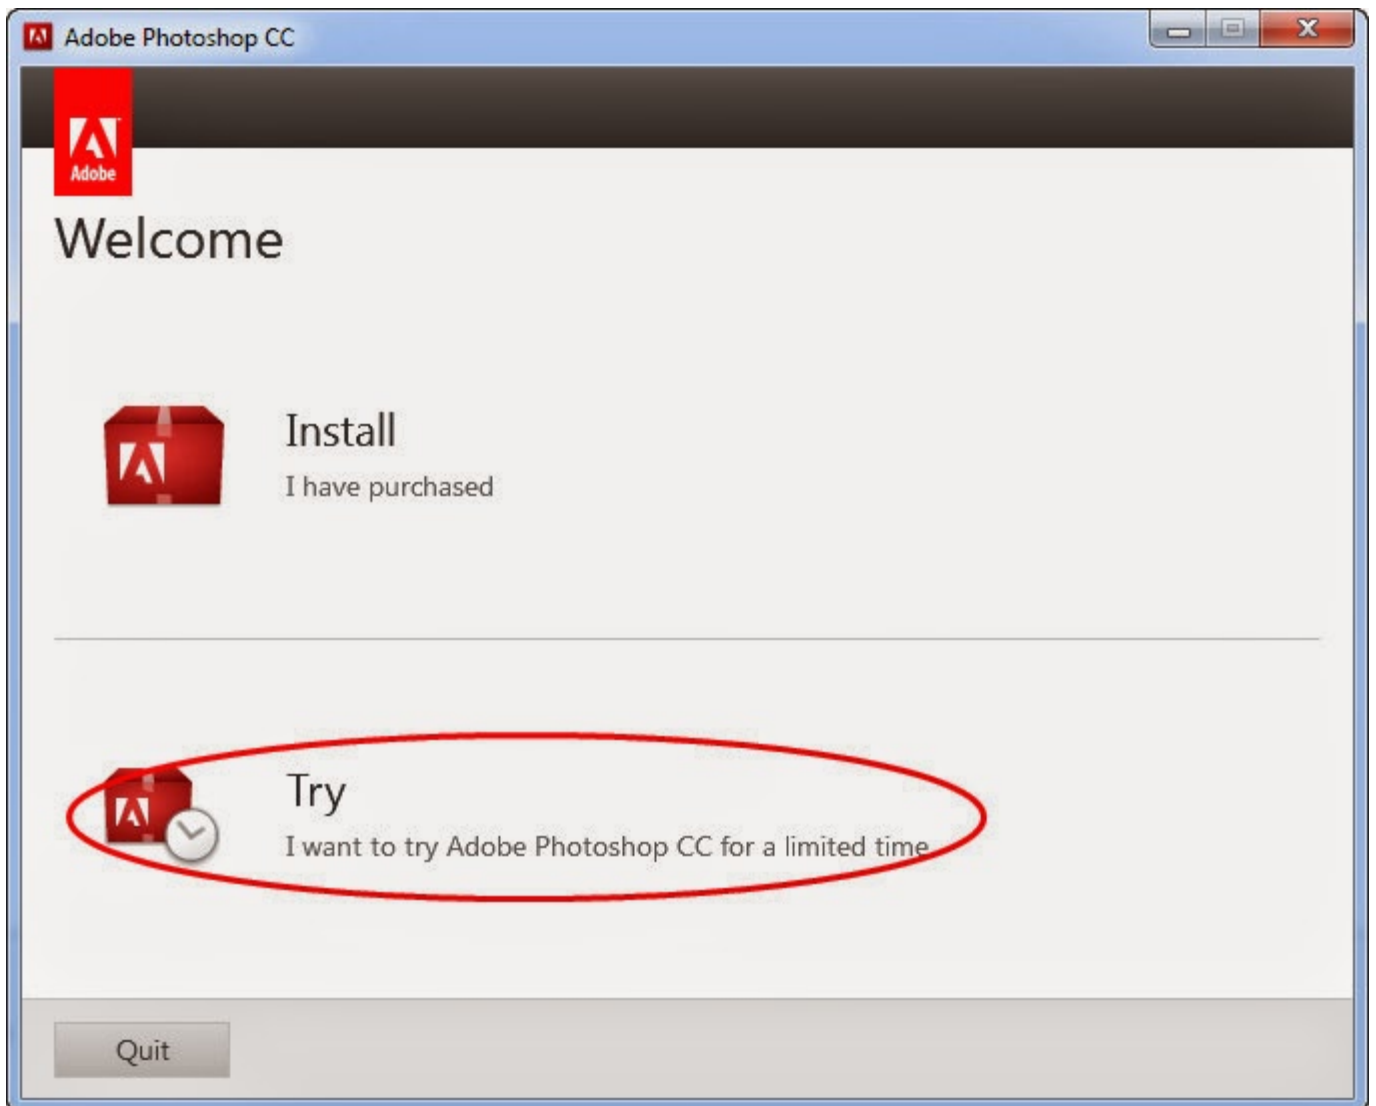 Adobe Photoshop CC
Adobe
Welcome
Install
I have purchased
Try
I want to try Adobe Photoshop CC for a limited time
Quit